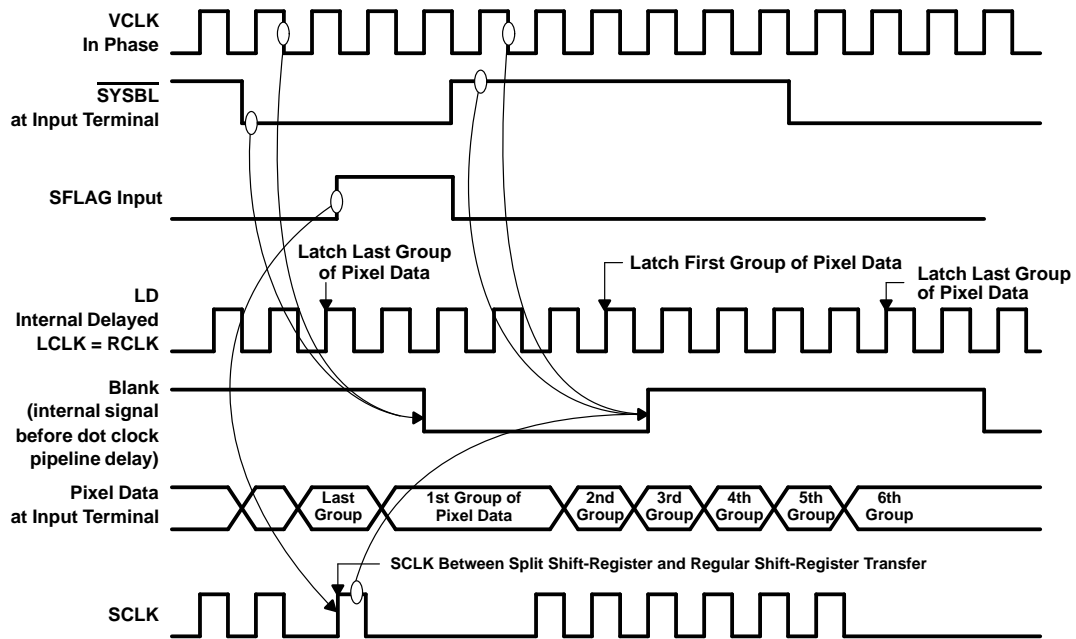 VCLK
In Phase
SYSBL
at Input Terminal
SFLAG Input
Latch Last Group
of Pixel Data
Latch First Group of Pixel Data
Latch Last Group
of Pixel Data
LD
Internal Delayed
LCLK = RCLK
Blank
(internal signal
before dot clock
pipeline delay)
Pixel Data
at Input Terminal
Last
Group
1st Group of
Pixel Data
2nd
Group
3rd
Group
4th
Group
5th
Group
6th
Group
SCLK Between Split Shift-Register and Regular Shift-Register Transfer
SCLK